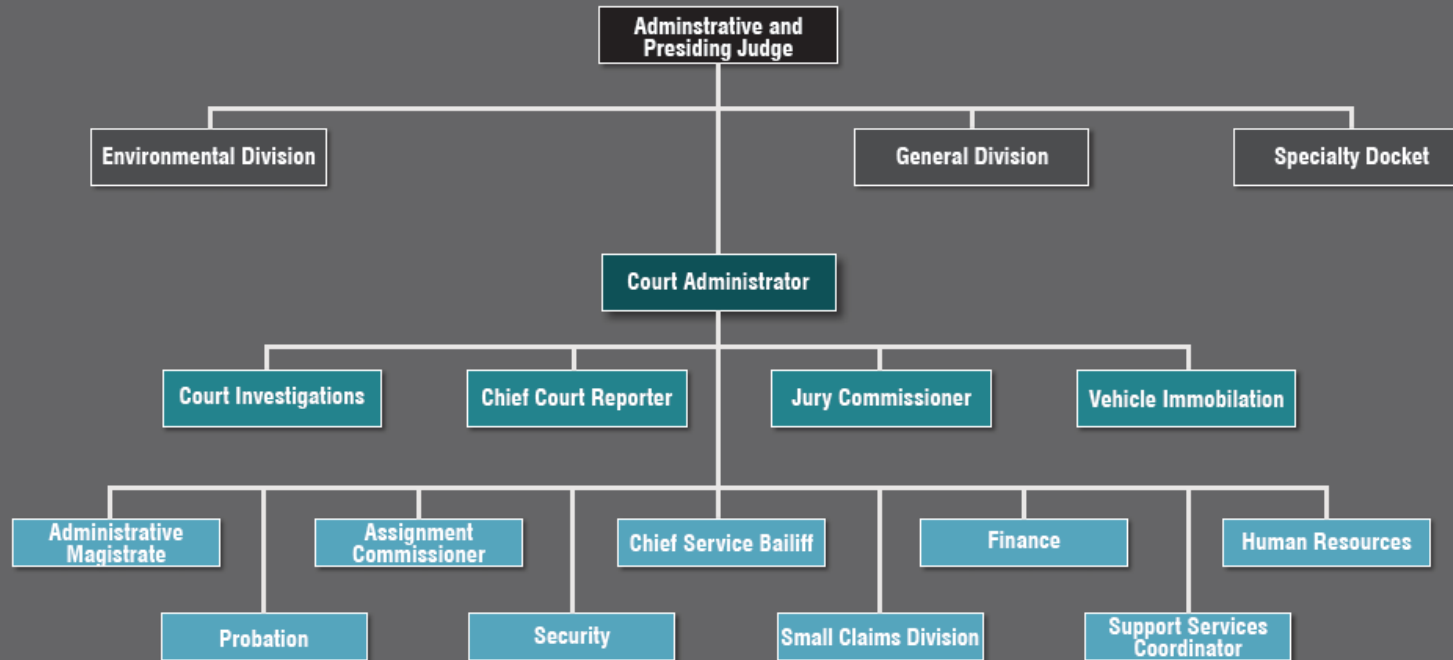 Adminstrative and
Presiding Judge
Environmental Division
General Division
Specialty Docket
Court Administrator
Court Investigations
Chief Court Reporter
Jury Commissioner
Vehicle Immobilation
Administrative
Magistrate
Assignment
Commissioner
Chief Service Bailiff
Finance
Human Resources
Probation
Security
Small Claims Division
Support Services
Coordinator